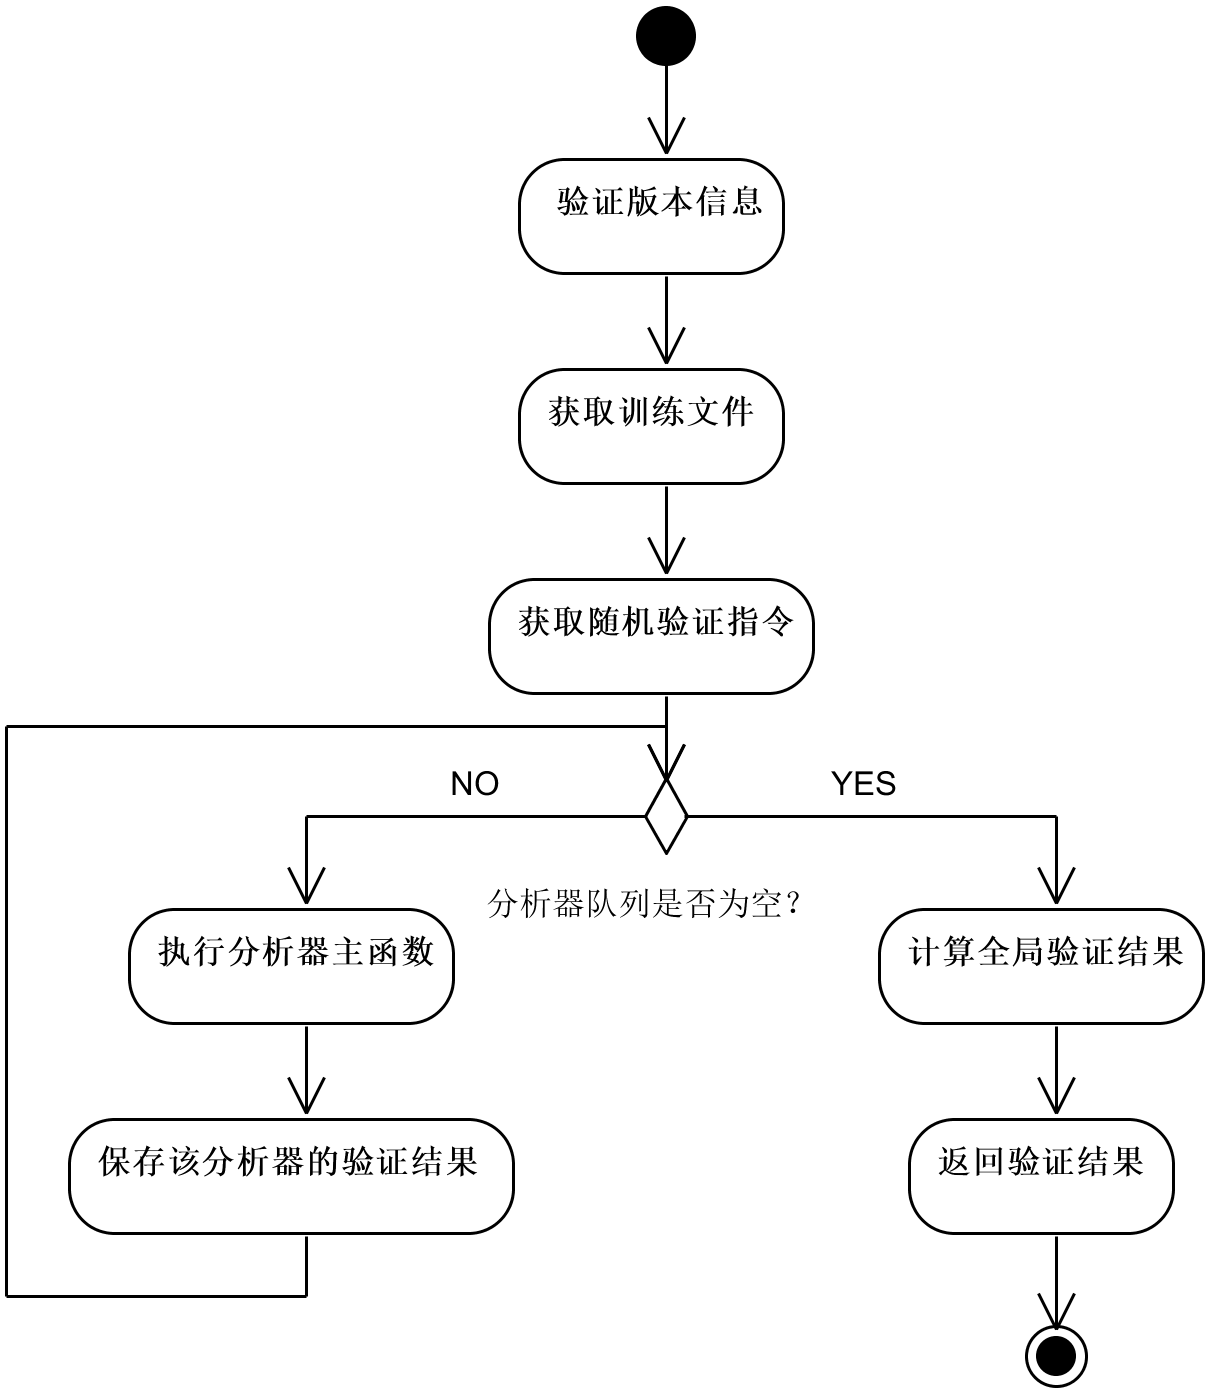 验证版本信息
获取训练文件
获取随机验证指令
NO
YES
分析器队列是否为空？
执行分析器主函数
计算全局验证结果
保存该分析器的验证结果
返回验证结果